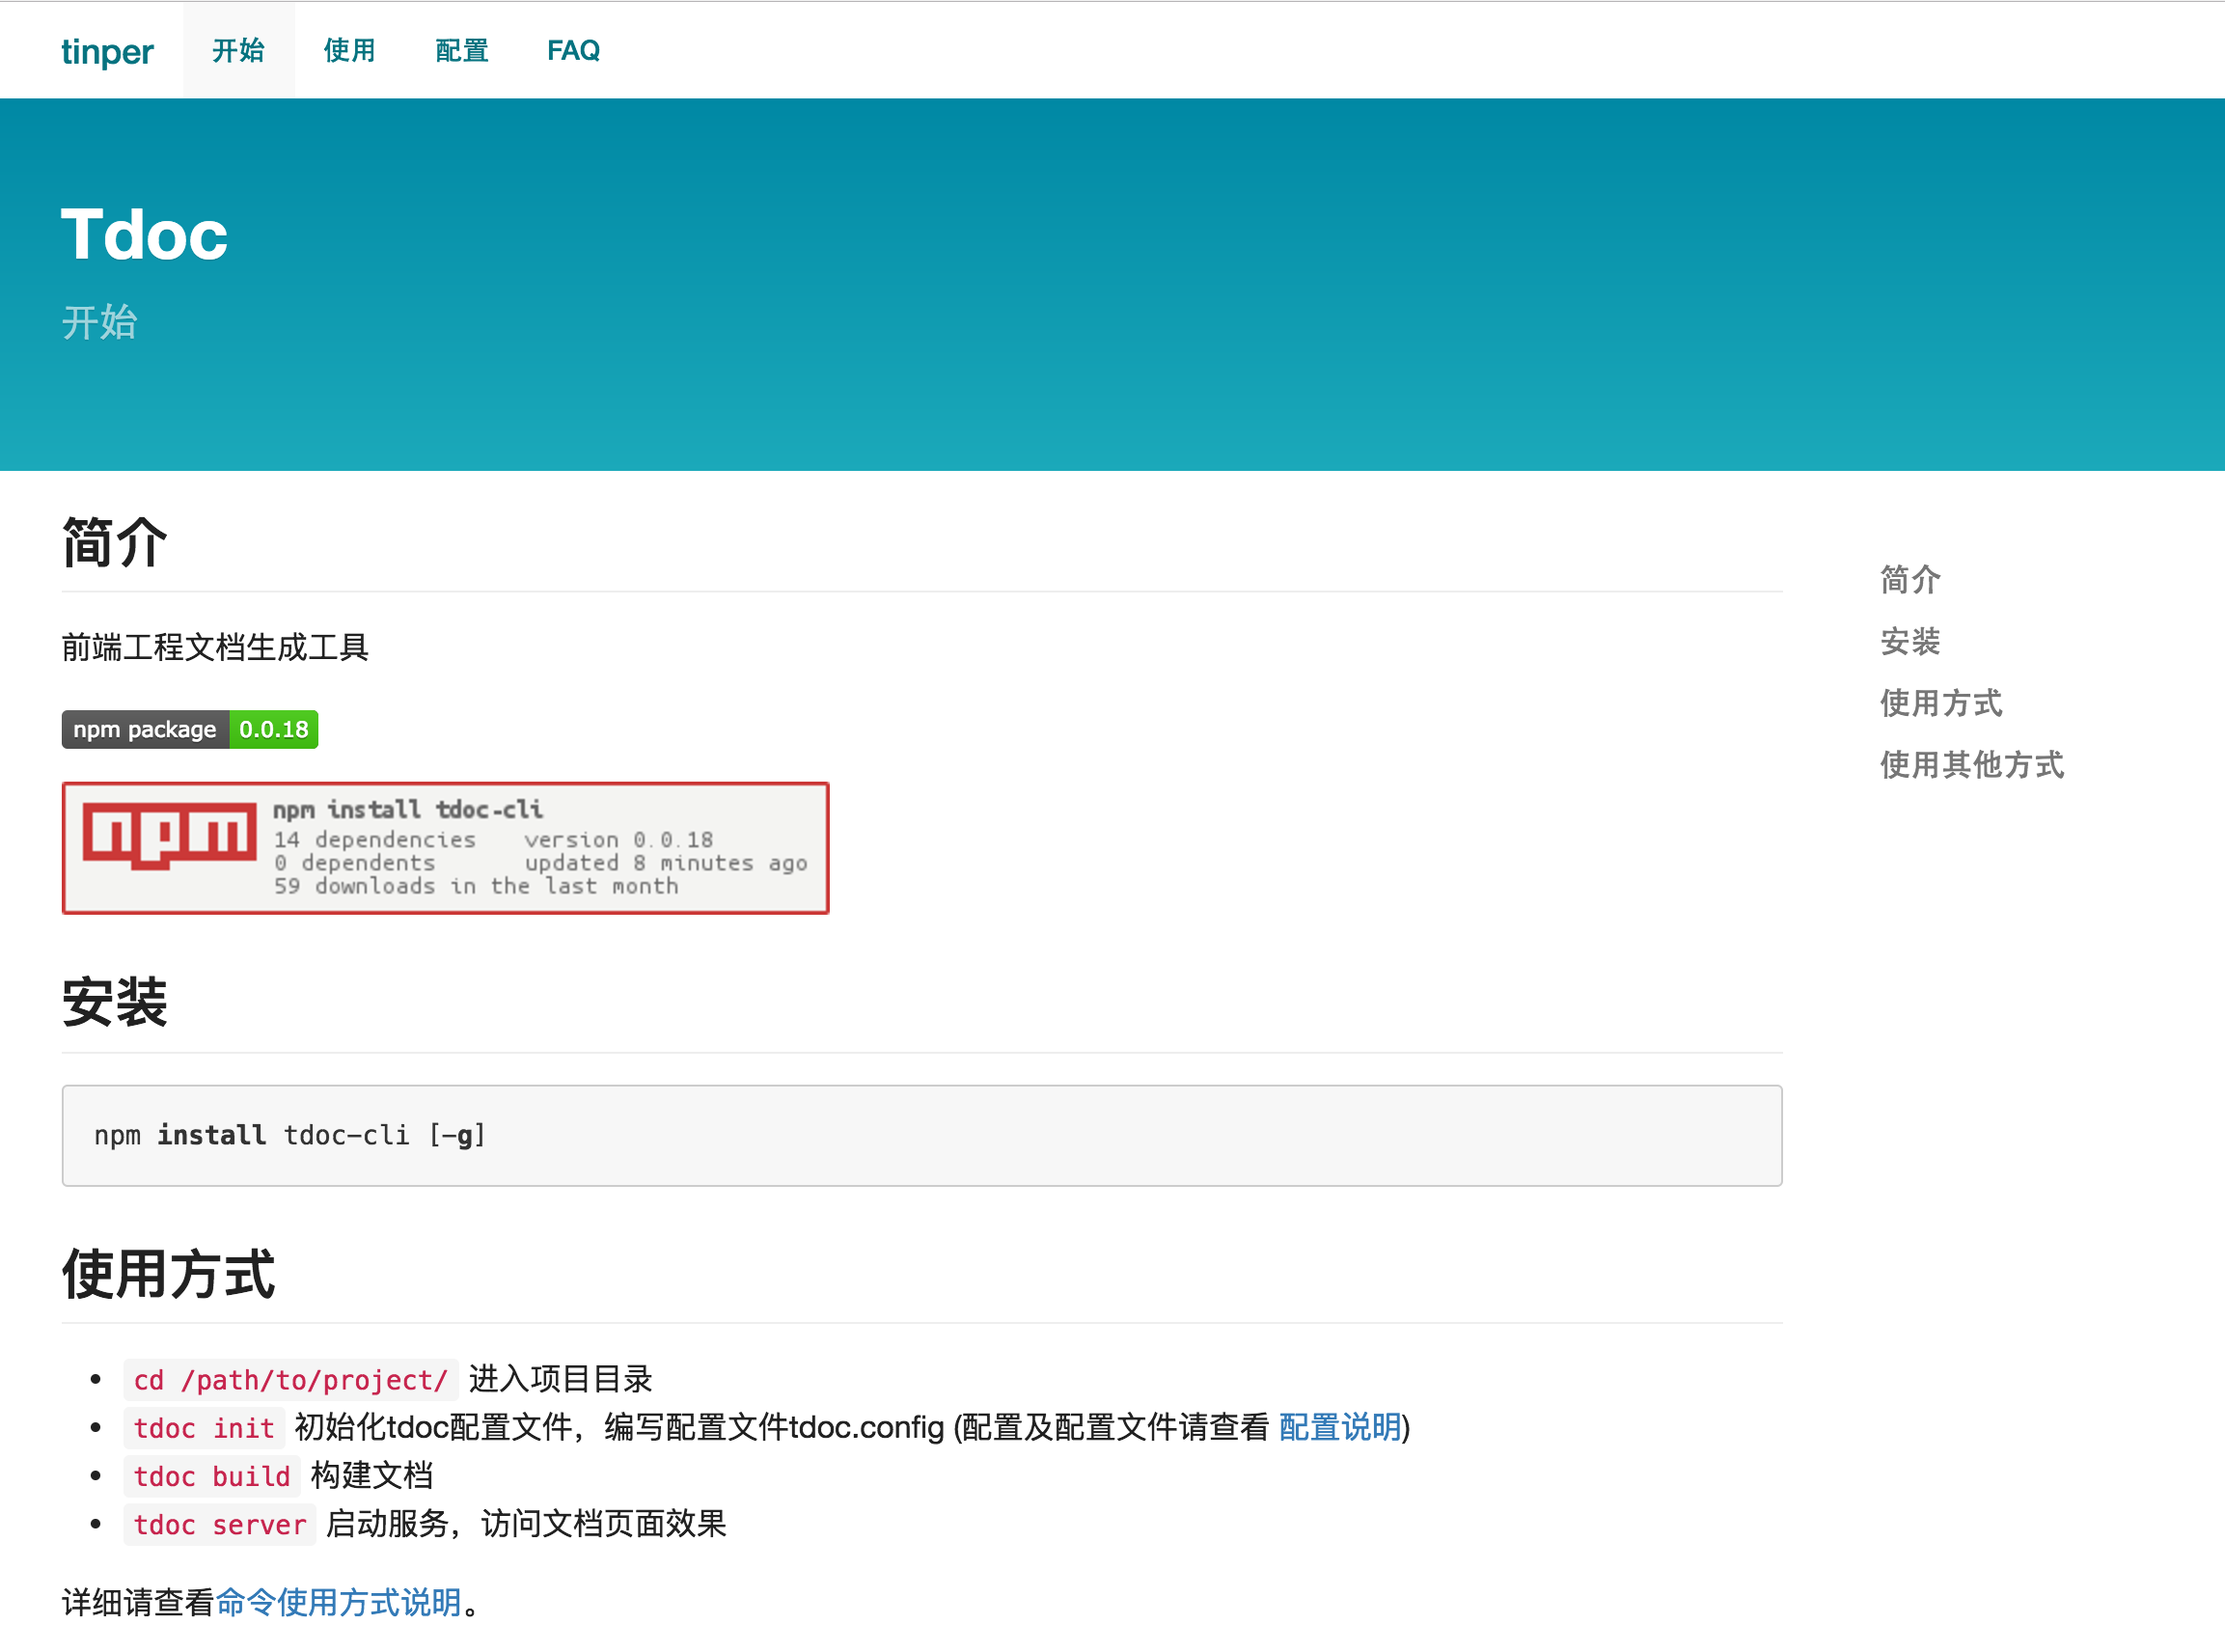 tinper 开始 使用 配置 FAQ
Tdoc
开始
简介
前端工程文档生成工具
npm package 0.0.18
npm npm install tdoc-cli
14 dependencies version 0.0.18
0 dependents updated 8 minutes ago
59 downloads in the last month
安装
npm install tdoc-cli [-g]
使用方式
• cd /path/to/project/ 进入项目目录
• tdoc init 初始化tdoc配置文件，编写配置文件tdoc.config (配置及配置文件请查看 配置说明)
• tdoc build 构建文档
• tdoc server 启动服务，访问文档页面效果
详细请查看命令使用方式说明。
简介
安装
使用方式
使用其他方式